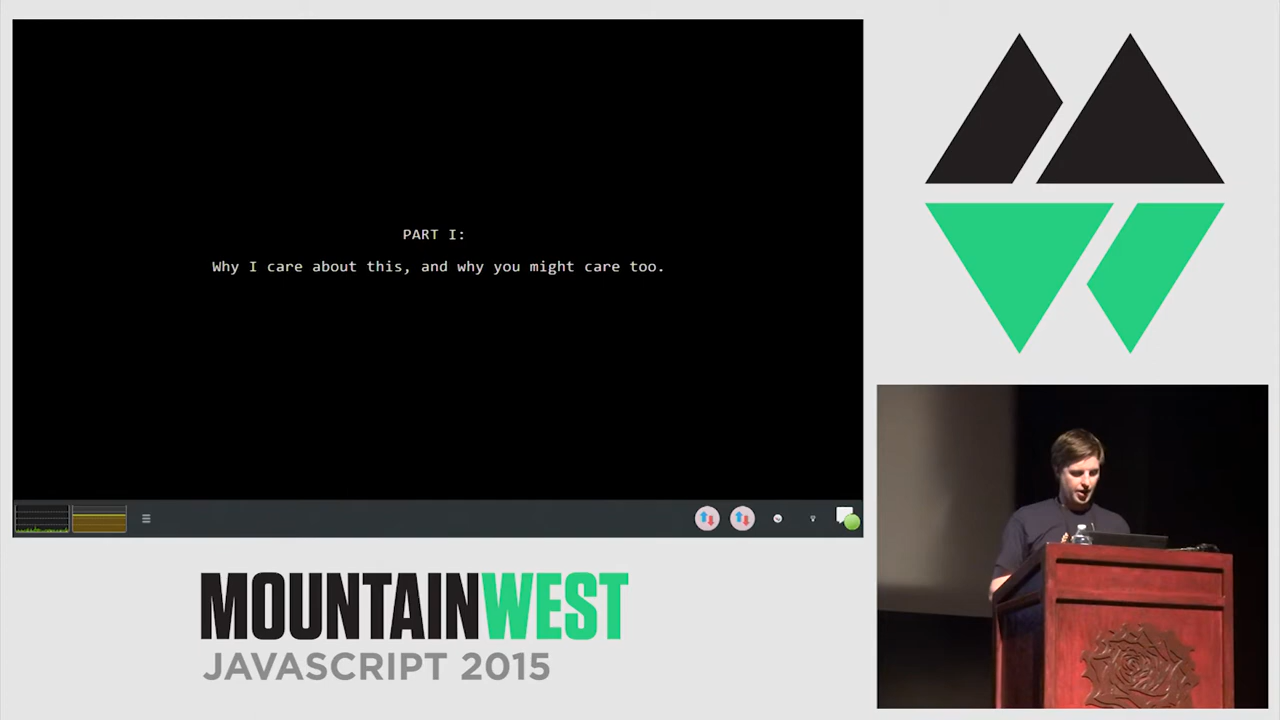 PART I:
Why I care about this, and why you might care too.
MOUNTAINWEST
JAVASCRIPT 2015